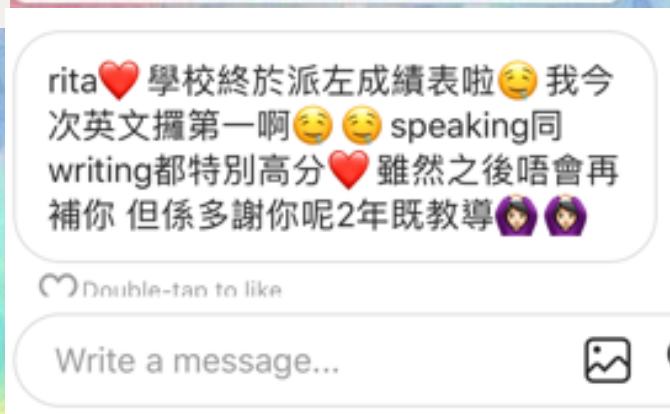 rita❤️ 學校終於派左成績表啦🤤 我今
次英文攞第一啊🤤 🤤 speaking同
writing都特別高分❤️ 雖然之後唔會再
補你 但係多謝你呢2年既教導🙆🏻‍♀️ 🙆🏻‍♀️
Double-tap to like
Write a message...